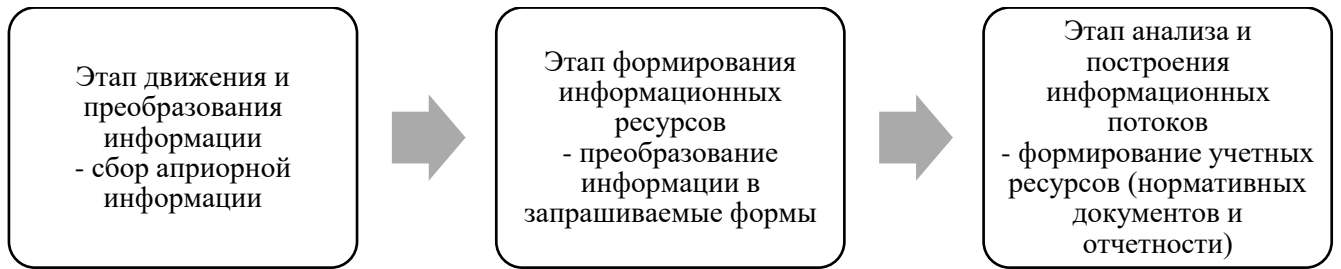 Этап движения и
преобразования
информации
- сбор априорной
информации
Этап формирования
информационных
ресурсов
- преобразование
информации в
запрашиваемые формы
Этап анализа и
построения
информационных
потоков
- формирование учетных
ресурсов (нормативных
документов и
отчетности)